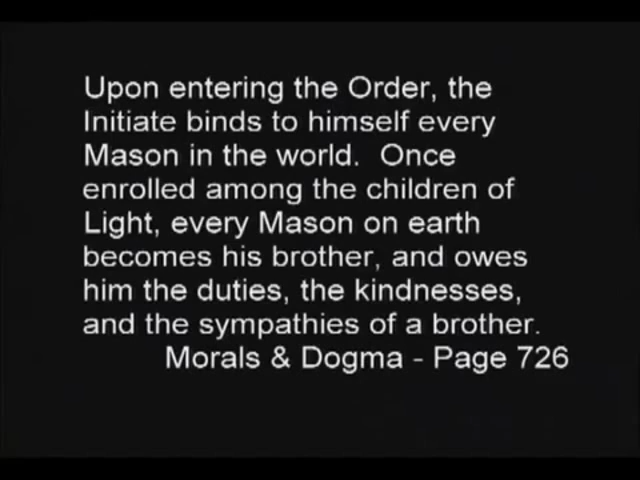 Upon entering the Order, the
Initiate binds to himself every
Mason in the world.  Once
enrolled among the children of
Light, every Mason on earth
becomes his brother, and owes
him the duties, the kindnesses,
and the sympathies of a brother.
Morals & Dogma - Page 726